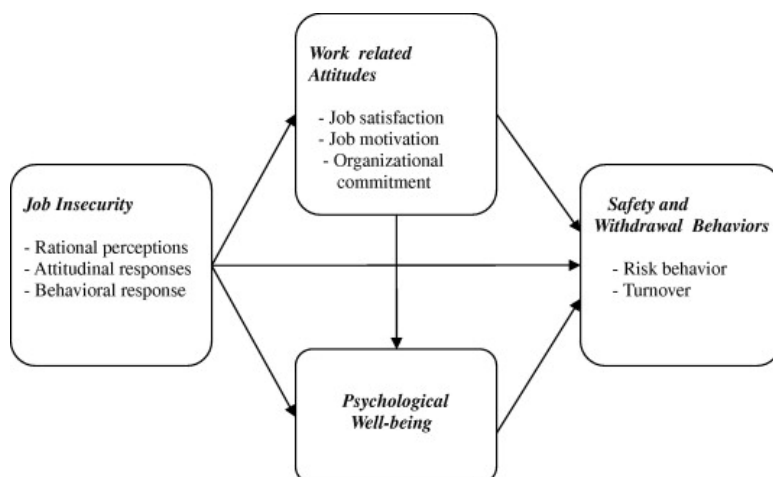 Work related
Attitudes
- Job satisfaction
- Job motivation
- Organizational
commitment
Job Insecurity
- Rational perceptions
- Attitudinal responses
- Behavioral response
Safety and
Withdrawal Behaviors
- Risk behavior
- Turnover
Psychological
Well-being